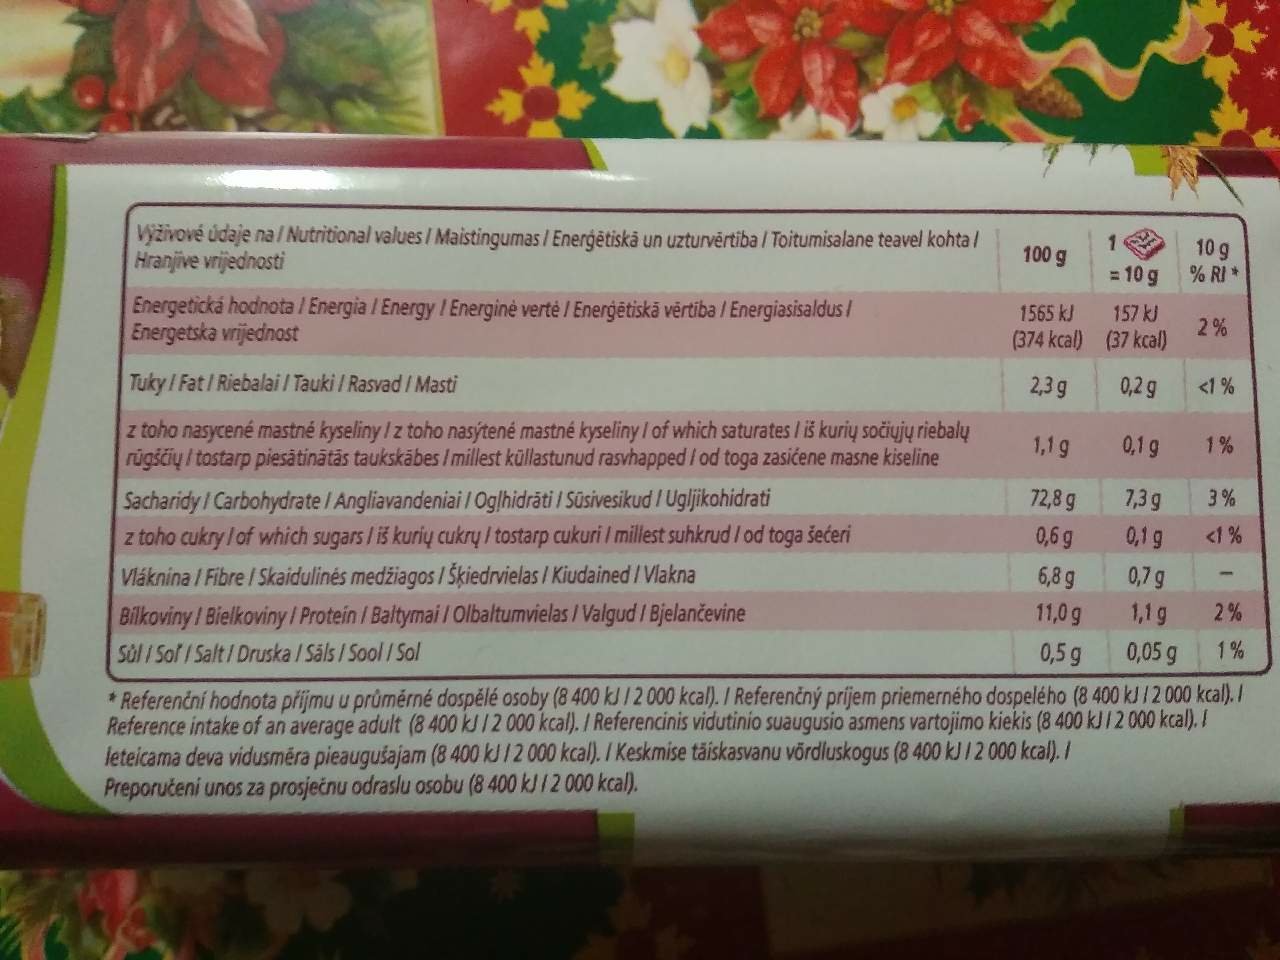 Výživové údaje na / Nutritional values / Maistingumas / Enerģētiskā un uzturvērtība / Toitumisalane teavel kohta / 100 g 1 10 g
Hranjive vrijednosti = 10 g % RI *
Energetická hodnota / Energia / Energy / Energinė vertė / Enerģētiskā vērtība / Energiasisaldus / 1565 kJ 157 kJ 2 %
Energetska vrijednost (374 kcal) (37 kcal)
Tuky / Fat / Riebalai / Tauki / Rasvad / Masti 2,3 g 0,2 g <1 %
z toho nasycené mastné kyseliny / z toho nasýtené mastné kyseliny / of which saturates / iš kurių sočiųjų riebalų 1,1 g 0,1 g 1 %
rūgščių / tostarp piesātinātās taukskābes / millest küllastunud rasvhapped / od toga zasićene masne kiseline
Sacharidy / Carbohydrate / Angliavandeniai / Ogļhidrāti / Süsivesikud / Ugljikohidrati 72,8 g 7,3 g 3 %
z toho cukry / of which sugars / iš kurių cukrų / tostarp cukuri / millest suhkrud / od toga šećeri 0,6 g 0,1 g <1 %
Vláknina / Fibre / Skaidulinės medžiagos / Šķiedrvielas / Kiudained / Vlakna 6,8 g 0,7 g –
Bílkoviny / Bielkoviny / Protein / Baltymai / Olbaltumvielas / Valgud / Bjelančevine 11,0 g 1,1 g 2 %
Sůl / Soľ / Salt / Druska / Sāls / Sool / Sol 0,5 g 0,05 g 1 %
* Referenční hodnota příjmu u průměrné dospělé osoby (8 400 kJ / 2 000 kcal). / Referenčný príjem priemerného dospelého (8 400 kJ / 2 000 kcal). /
Reference intake of an average adult (8 400 kJ / 2 000 kcal). / Referencinis vidutinio suaugusio asmens vartojimo kiekis (8 400 kJ / 2 000 kcal). /
Ieteicama deva vidusmēra pieaugušajam (8 400 kJ / 2 000 kcal). / Keskmise täiskasvanu võrdluskogus (8 400 kJ / 2 000 kcal). /
Preporučeni unos za prosječnu odraslu osobu (8 400 kJ / 2 000 kcal).